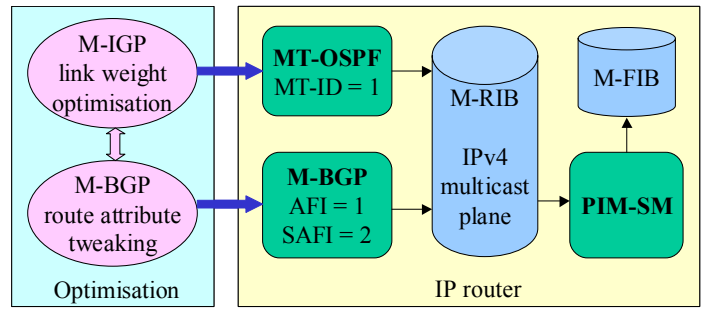 M-IGP
link weight
optimisation
M-BGP
route attribute
tweaking
Optimisation
MT-OSPF
MT-ID = 1
M-BGP
AFI = 1
SAFI = 2
M-RIB
IPv4
multicast
plane
M-FIB
PIM-SM
IP router